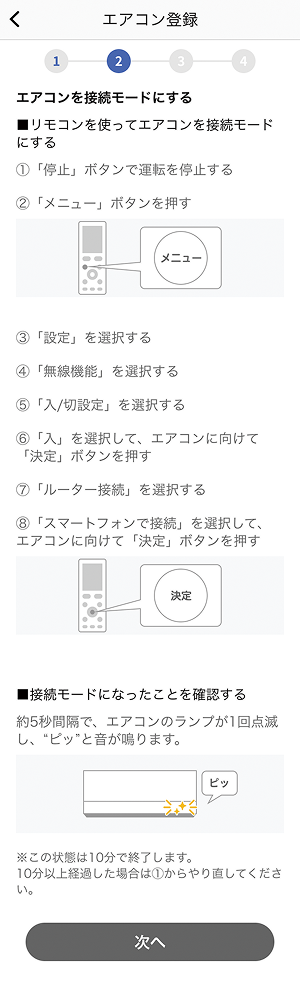 エアコン登録
1 2 3 4
エアコンを接続モードにする
■リモコンを使ってエアコンを接続モード
にする
①「停止」ボタンで運転を停止する
②「メニュー」ボタンを押す
メニュー
③「設定」を選択する
④「無線機能」を選択する
⑤「入/切設定」を選択する
⑥「入」を選択して、エアコンに向けて
「決定」ボタンを押す
⑦「ルーター接続」を選択する
⑧「スマートフォンで接続」を選択して、
エアコンに向けて「決定」ボタンを押す
決定
■接続モードになったことを確認する
約5秒間隔で、エアコンのランプが1回点滅
し、“ピッ”と音が鳴ります。
ピッ
※この状態は10分で終了します。
10分以上経過した場合は①からやり直してくださ
い。
次へ